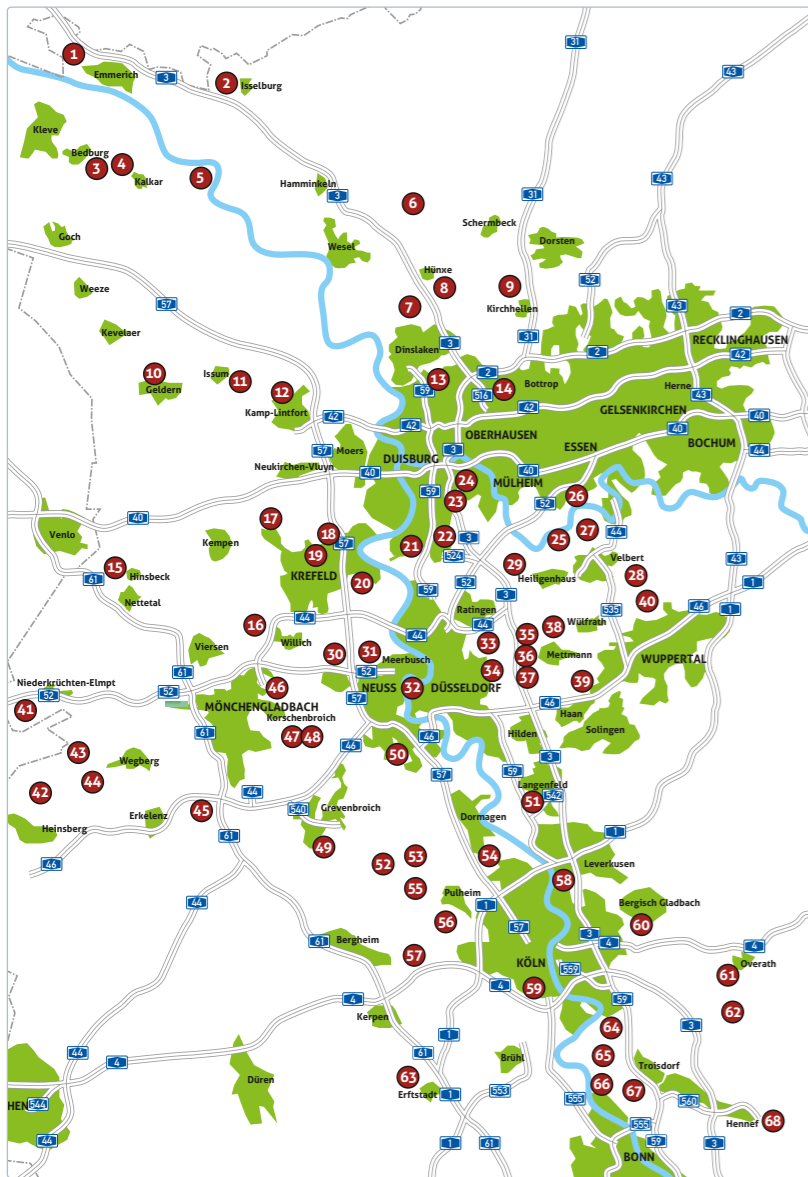 31
1
43
Emmerich
3
2
Isselburg
Kleve
Bedburg
3
4
Kalkar
5
Hamminkeln
3
43
31
6
Schermbeck
Dorsten
Goch
Wesel
52
Hünxe
8
9
Weeze
57
7
Kirchhellen
43
2
Kevelaer
31
RECKLINGHAUSEN
Dinslaken
3
2
42
10
Issum
11
13
2
14
Bottrop
Herne
Geldern
12
59
516
43
Kamp-Lintfort
42
42
GELSENKIRCHEN
40
42
OBERHAUSEN
40
57
Moers
3
ESSEN
BOCHUM
44
DUISBURG
Neukirchen-Vluyn
40
40
24
MÜLHEIM
59
23
52
26
17
40
Venlo
18
22
27
44
Kempen
57
21
3
25
19
524
43
15
Hinsbeck
29
Velbert
61
KREFELD
20
52
Heiligenhaus
28
1
Nettetal
59
3
40
46
1
Ratingen
535
16
44
44
44
35
38
Wülfrath
Willich
33
Viersen
30
31
Meerbusch
36
Mettmann
WUPPERTAL
61
52
34
37
39
Niederkrüchten-Elmpt
46
NEUSS
32
DÜSSELDORF
52
52
57
46
41
MÖNCHENGLADBACH
Haan
Korschenbroich
Solingen
61
47
48
46
46
Hilden
43
50
3
Wegberg
57
59
44
Langenfeld
42
44
51
542
45
540
Grevenbroich
Dormagen
Erkelenz
Heinsberg
61
1
49
53
54
46
52
Leverkusen
58
55
Pulheim
44
1
Bergisch Gladbach
56
57
60
61
Bergheim
3
4
4
57
KÖLN
Overath
559
61
4
59
4
59
62
Kerpen
64
3
1
44
61
65
4
Brühl
Troisdorf
63
66
67
Düren
Erftstadt
1
553
555
560
HEN
544
Hennef
68
555
44
1
61
59
3
BONN